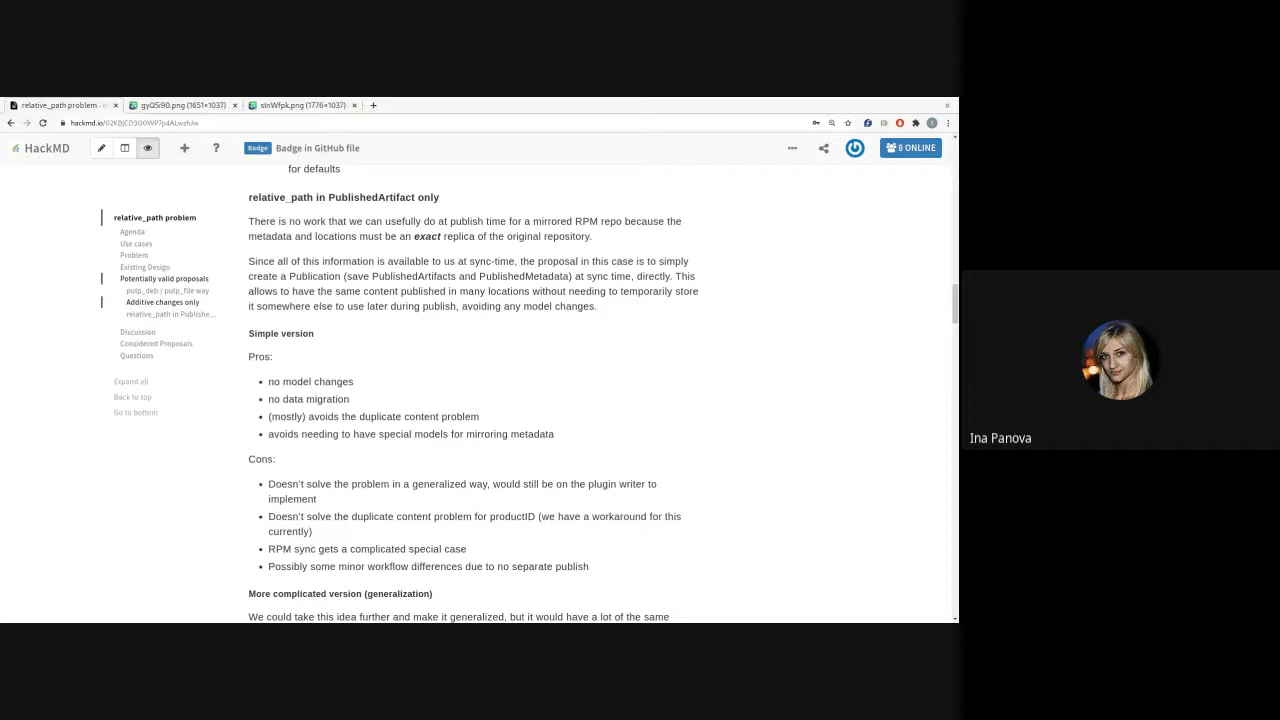 relative_path problem - H
gyQ5i90.png (1651×1037)
sInWfpk.png (1776×1037)
HackMD
Badge
Badge in GitHub file
8 ONLINE
for defaults
relative_path in PublishedArtifact only
There is no work that we can usefully do at publish time for a mirrored RPM repo because the
metadata and locations must be an exact replica of the original repository.
Since all of this information is available to us at sync-time, the proposal in this case is to simply
create a Publication (save PublishedArtifacts and PublishedMetadata) at sync time, directly. This
allows to have the same content published in many locations without needing to temporarily store
it somewhere else to use later during publish, avoiding any model changes.
Simple version
Pros:
• no model changes
• no data migration
• (mostly) avoids the duplicate content problem
• avoids needing to have special models for mirroring metadata
Cons:
• Doesn't solve the problem in a generalized way, would still be on the plugin writer to
implement
• Doesn't solve the duplicate content problem for productID (we have a workaround for this
currently)
• RPM sync gets a complicated special case
• Possibly some minor workflow differences due to no separate publish
More complicated version (generalization)
We could take this idea further and make it generalized, but it would have a lot of the same
relative_path problem
Agenda
Use cases
Problem
Existing Design
Potentially valid proposals
pulp_deb / pulp_file way
Additive changes only
relative_path in Publishe...
Discussion
Considered Proposals
Questions
Expand all
Back to top
Go to bottom
Ina Panova